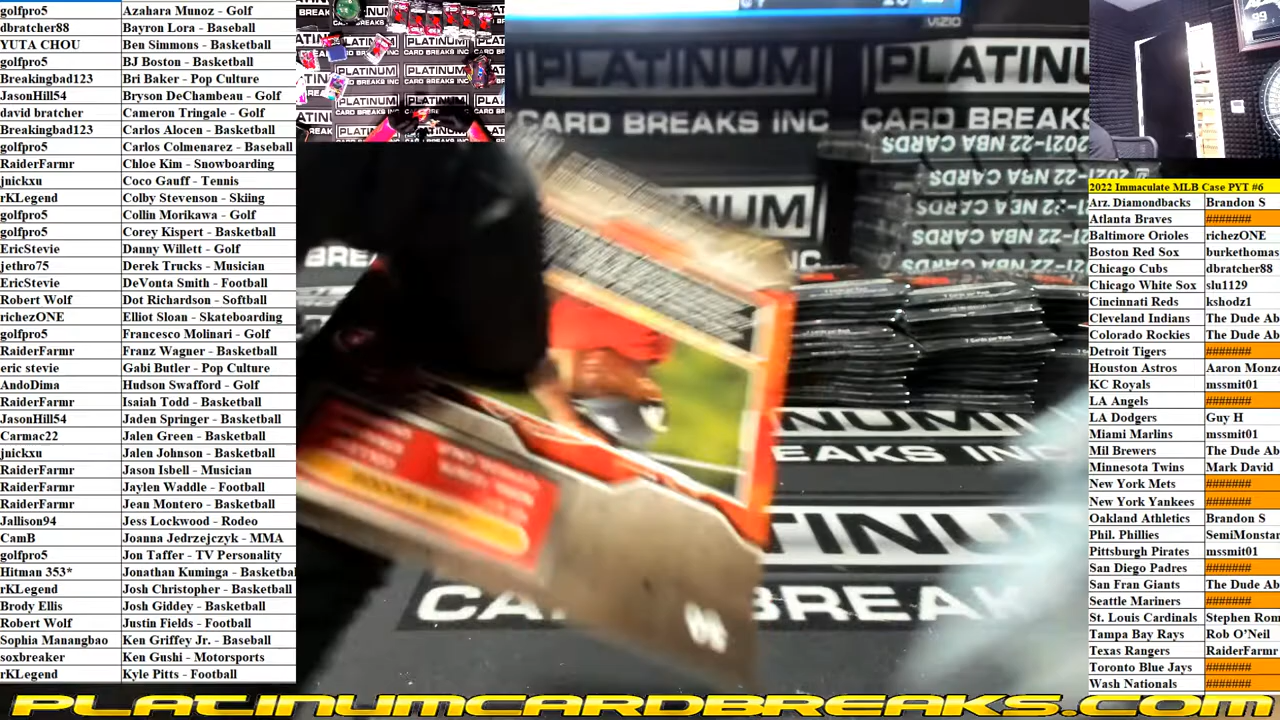 golfpro5 Azahara Munoz - Golf
dbratcher88 Bayron Lora - Baseball
YUTA CHOU Ben Simmons - Basketball
golfpro5 BJ Boston - Basketball
Breakingbad123 Bri Baker - Pop Culture
JasonHill54 Bryson DeChambeau - Golf
david bratcher Cameron Tringale - Golf
Breakingbad123 Carlos Alocen - Basketball
golfpro5 Carlos Colmenarez - Baseball
RaiderFarmr Chloe Kim - Snowboarding
jnickxu Coco Gauff - Tennis
rKLegend Colby Stevenson - Skiing
golfpro5 Collin Morikawa - Golf
golfpro5 Corey Kispert - Basketball
EricStevie Danny Willett - Golf
jethro75 Derek Trucks - Musician
EricStevie DeVonta Smith - Football
Robert Wolf Dot Richardson - Softball
richezONE Elliot Sloan - Skateboarding
golfpro5 Francesco Molinari - Golf
RaiderFarmr Franz Wagner - Basketball
eric stevie Gabi Butler - Pop Culture
AndoDima Hudson Swafford - Golf
RaiderFarmr Isaiah Todd - Basketball
JasonHill54 Jaden Springer - Basketball
Carmac22 Jalen Green - Basketball
jnickxu Jalen Johnson - Basketball
RaiderFarmr Jason Isbell - Musician
RaiderFarmr Jaylen Waddle - Football
RaiderFarmr Jean Montero - Basketball
Jallison94 Jess Lockwood - Rodeo
CamB Joanna Jedrzejczyk - MMA
golfpro5 Jon Taffer - TV Personality
Hitman 353* Jonathan Kuminga - Basketbal
rKLegend Josh Christopher - Basketball
Brody Ellis Josh Giddey - Basketball
Robert Wolf Justin Fields - Football
Sophia Manangbao Ken Griffey Jr. - Baseball
soxbreaker Ken Gushi - Motorsports
rKLegend Kyle Pitts - Football
VIZIO
PLATINUM
CARD BREAKS INC
2021-22 NBA CARDS
2021-22 NBA CARDS
2021-22 NBA CARDS
2021-22 NBA CARDS
99
2022 Immaculate MLB Case PYT #6
Arz. Diamondbacks Brandon S
Atlanta Braves #######
Baltimore Orioles richezONE
Boston Red Sox burkethomas
Chicago Cubs dbratcher88
Chicago White Sox slu1129
Cincinnati Reds kshodz1
Cleveland Indians The Dude Ab
Colorado Rockies The Dude Ab
Detroit Tigers #######
Houston Astros Aaron Monze
KC Royals mssmit01
LA Angels #######
LA Dodgers Guy H
Miami Marlins mssmit01
Mil Brewers The Dude Ab
Minnesota Twins Mark David
New York Mets #######
New York Yankees #######
Oakland Athletics Brandon S
Phil. Phillies SemiMonstar
Pittsburgh Pirates mssmit01
San Diego Padres #######
San Fran Giants The Dude Ab
Seattle Mariners #######
St. Louis Cardinals Stephen Rom
Tampa Bay Rays Rob O'Neil
Texas Rangers RaiderFarmr
Toronto Blue Jays #######
Wash Nationals #######
PLATINUMCARDBREAKS.COM